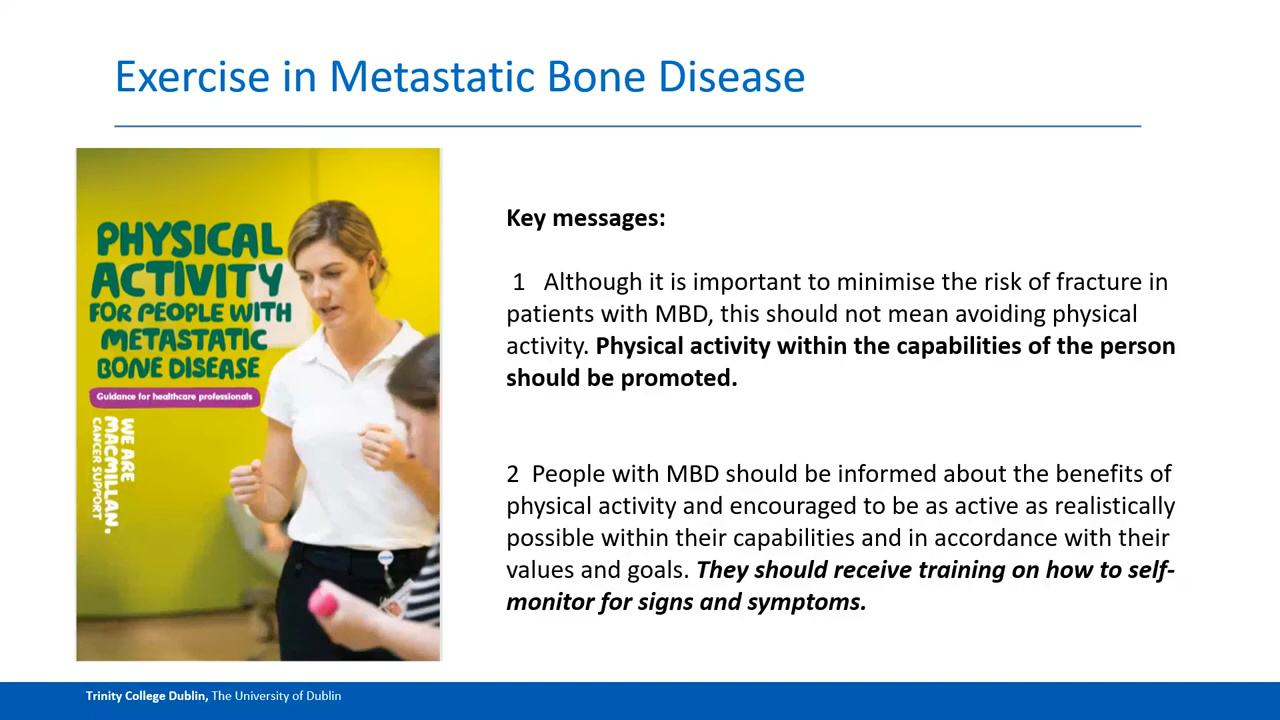 Exercise in Metastatic Bone Disease
PHYSICAL
ACTIVITY
FOR PEOPLE WITH
METASTATIC
BONE DISEASE
Guidance for healthcare professionals
WE ARE
MACMILLAN.
CANCER SUPPORT
Key messages:
1 Although it is important to minimise the risk of fracture in
patients with MBD, this should not mean avoiding physical
activity. Physical activity within the capabilities of the person
should be promoted.
2 People with MBD should be informed about the benefits of
physical activity and encouraged to be as active as realistically
possible within their capabilities and in accordance with their
values and goals. They should receive training on how to self-
monitor for signs and symptoms.
Trinity College Dublin, The University of Dublin